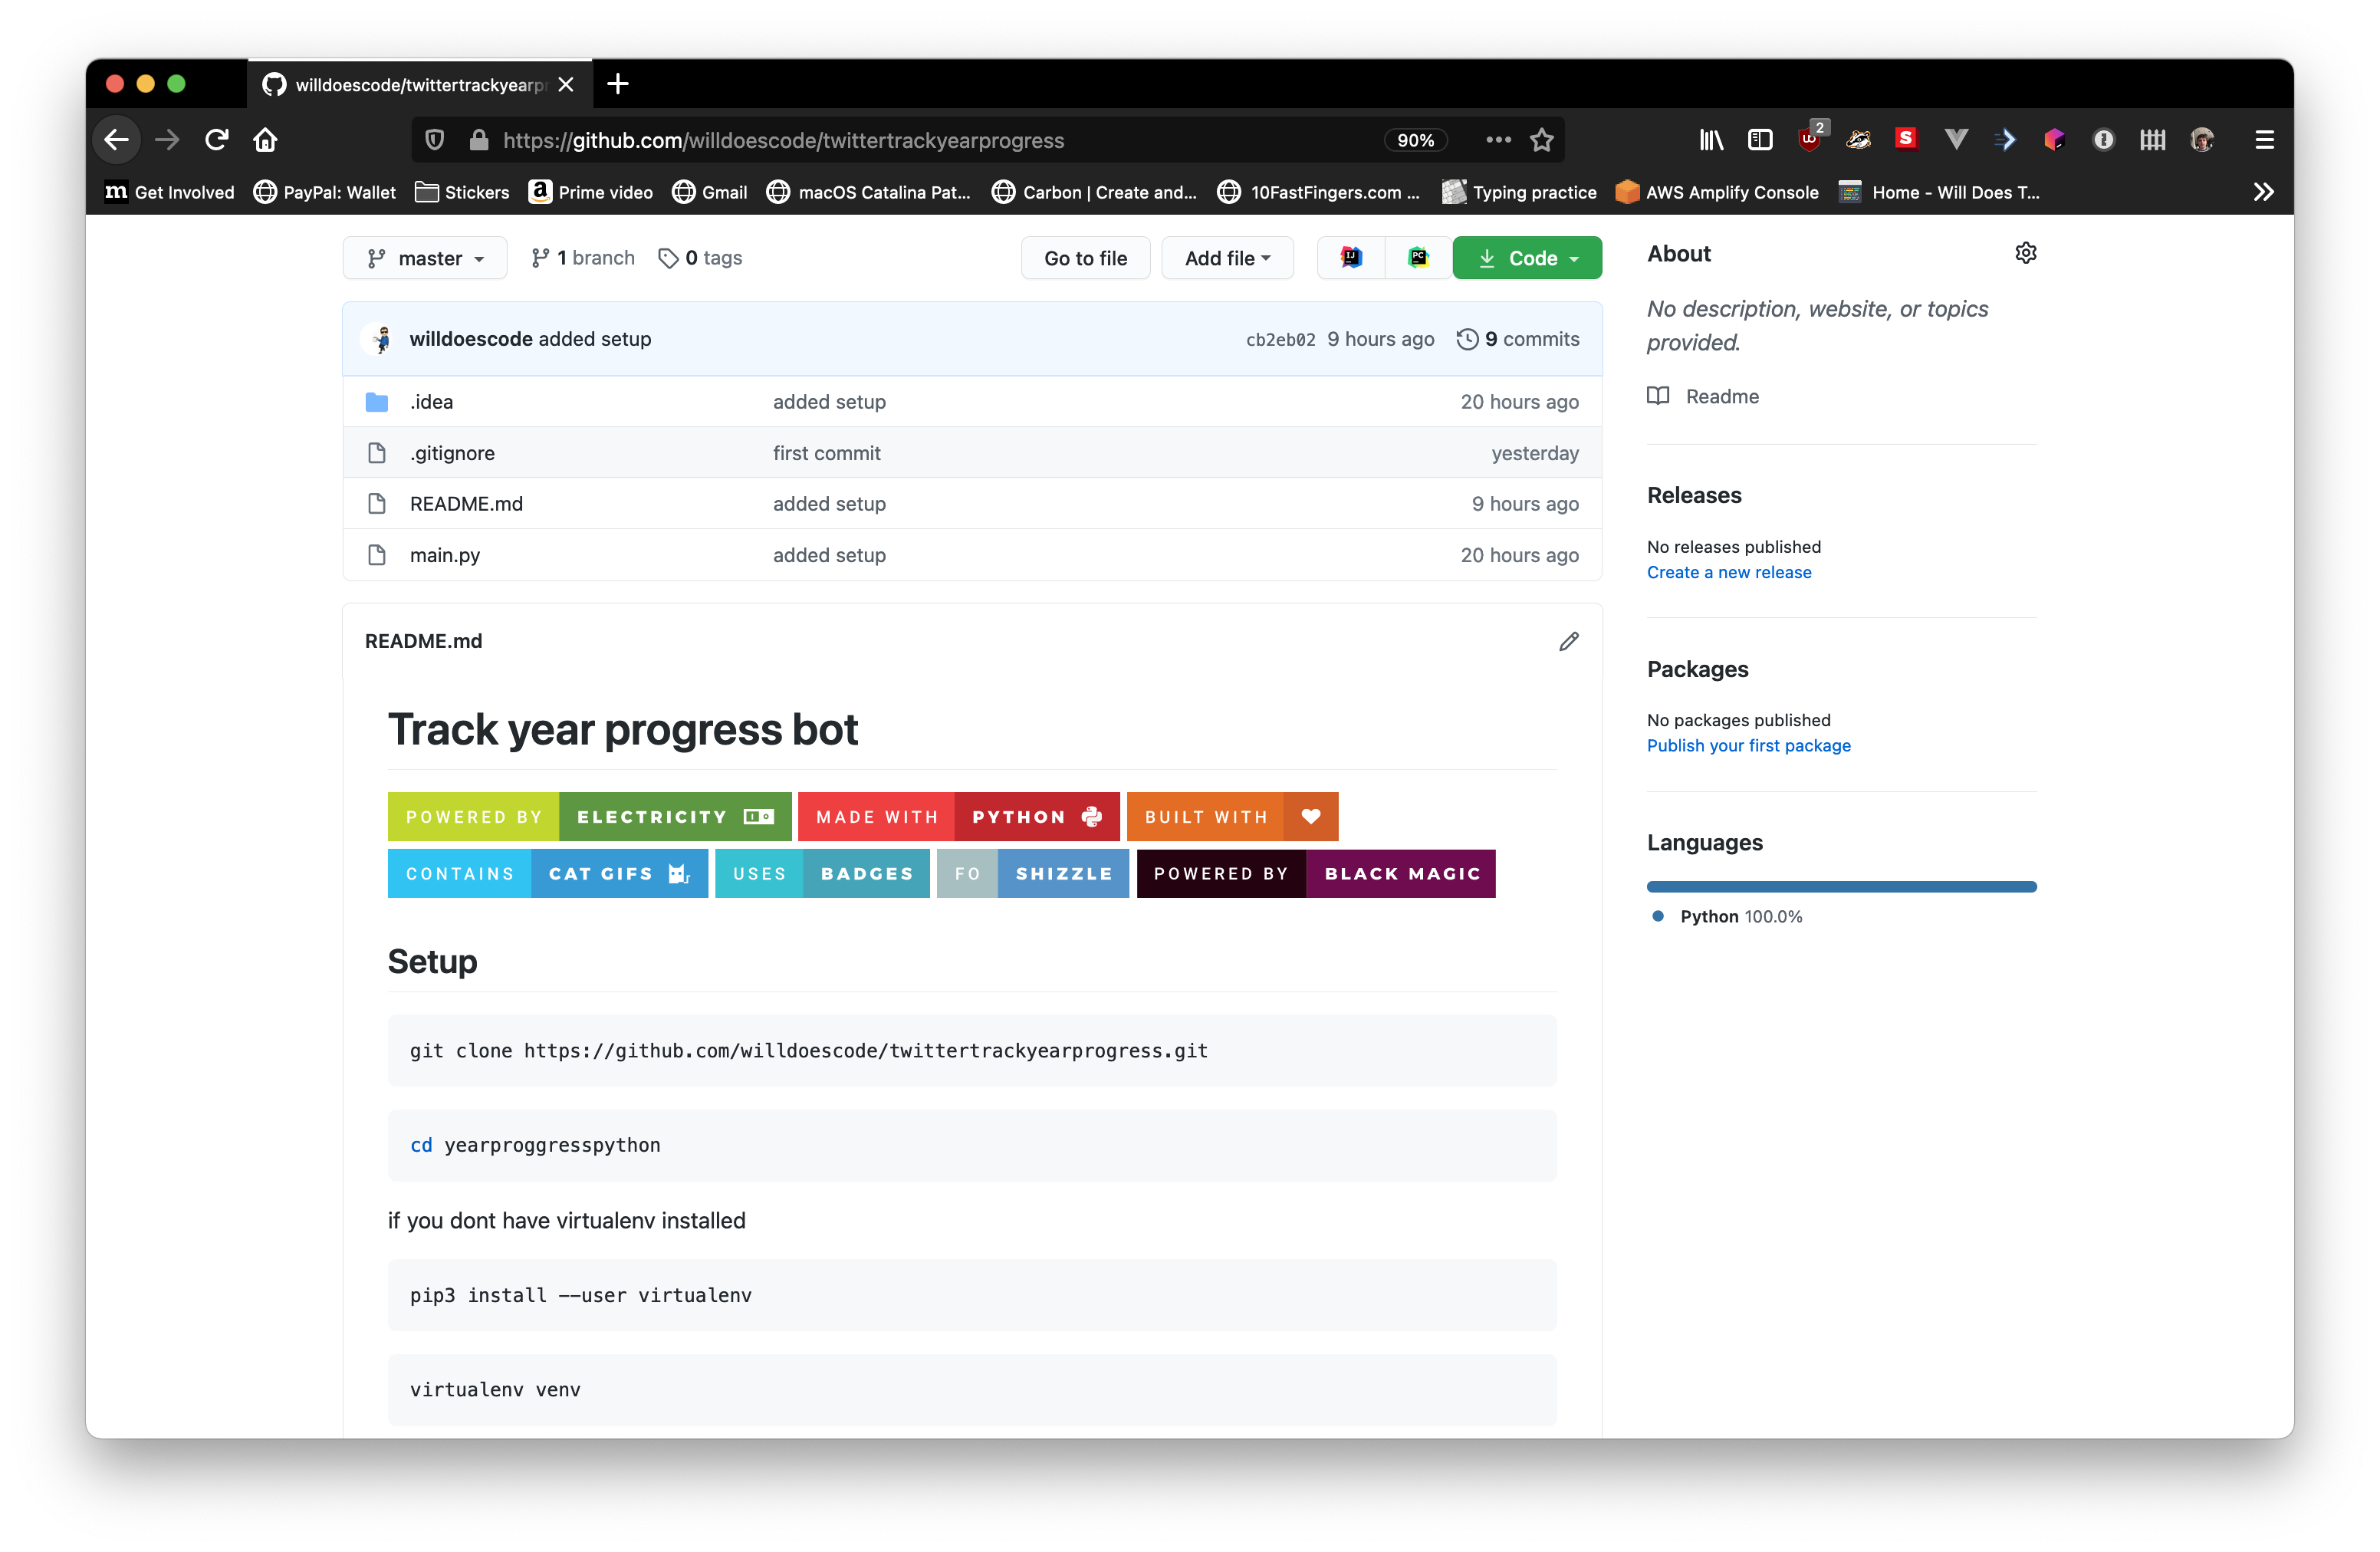 willdoescode/twittertrackyearpr
https://github.com/willdoescode/twittertrackyearprogress
90%
2
Get Involved
PayPal: Wallet
Stickers
Prime video
Gmail
macOS Catalina Pat...
Carbon | Create and...
10FastFingers.com ...
Typing practice
AWS Amplify Console
Home - Will Does T...
master
1 branch
0 tags
Go to file
Add file
IJ
PC
Code
willdoescode added setup
cb2eb02 9 hours ago
9 commits
.idea added setup 20 hours ago
.gitignore first commit yesterday
README.md added setup 9 hours ago
main.py added setup 20 hours ago
README.md
Track year progress bot
POWERED BY ELECTRICITY
MADE WITH PYTHON
BUILT WITH
CONTAINS CAT GIFS
USES BADGES
FO SHIZZLE
POWERED BY BLACK MAGIC
Setup
git clone https://github.com/willdoescode/twittertrackyearprogress.git
cd yearproggresspython
if you dont have virtualenv installed
pip3 install --user virtualenv
virtualenv venv
About
No description, website, or topics
provided.
Readme
Releases
No releases published
Create a new release
Packages
No packages published
Publish your first package
Languages
Python 100.0%